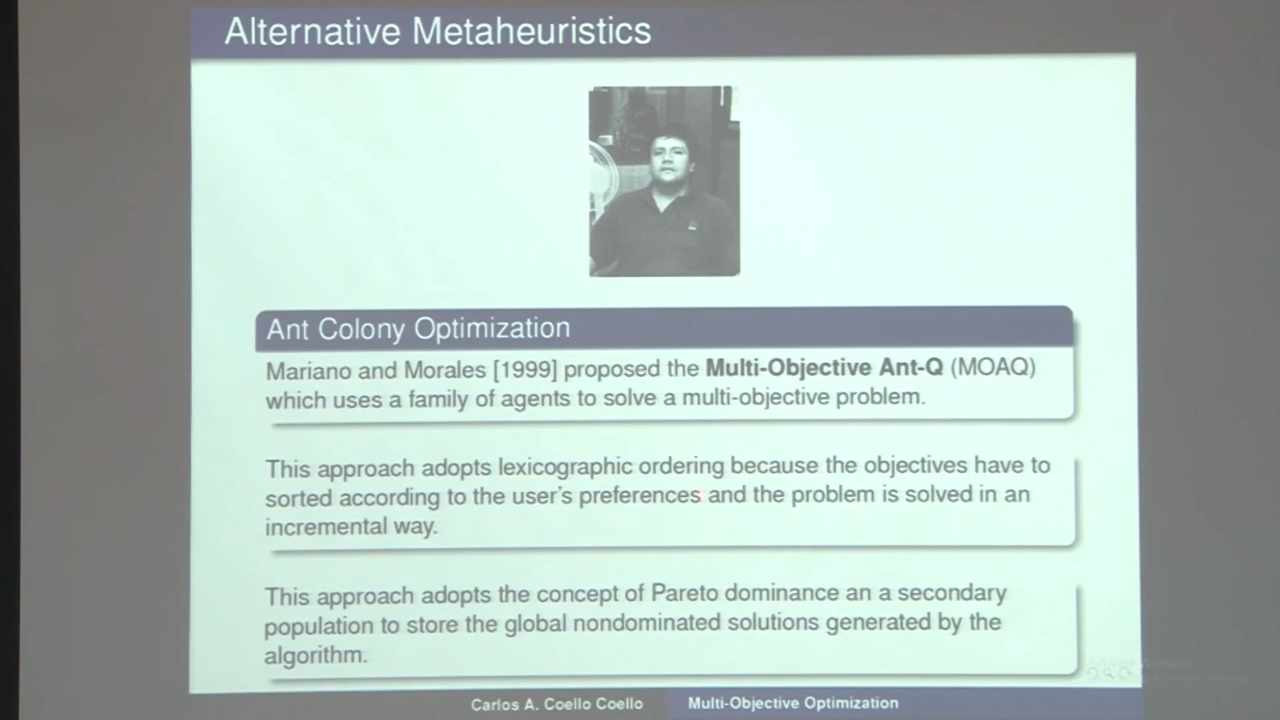 Alternative Metaheuristics
Ant Colony Optimization
Mariano and Morales [1999] proposed the Multi-Objective Ant-Q (MOAQ)
which uses a family of agents to solve a multi-objective problem.
This approach adopts lexicographic ordering because the objectives have to
sorted according to the user's preferences and the problem is solved in an
incremental way.
This approach adopts the concept of Pareto dominance an a secondary
population to store the global nondominated solutions generated by the
algorithm.
Carlos A. Coello Coello
Multi-Objective Optimization